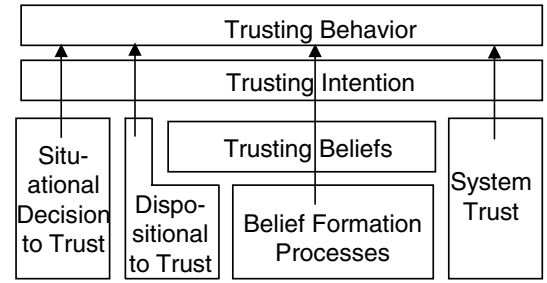 Trusting Behavior
Trusting Intention
Trusting Beliefs
Situ-
ational
Decision
to Trust
Dispo-
sitional
to Trust
Belief Formation
Processes
System
Trust